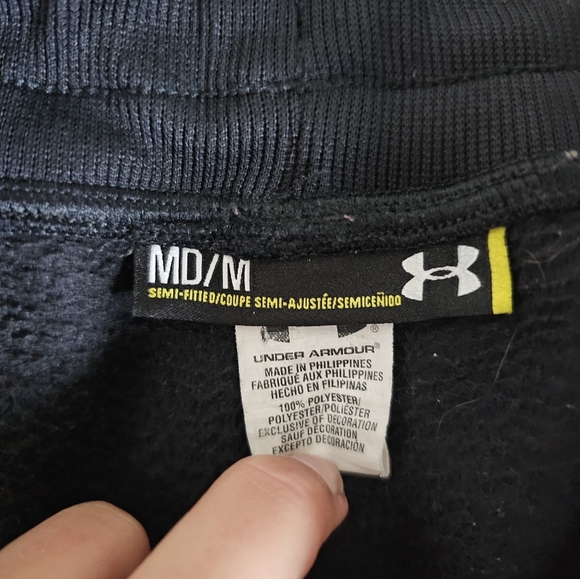 MD/M
SEMI-FITTED/COUPE SEMI-AJUSTÉE/SEMICEÑIDO
®
UNDER ARMOUR®
MADE IN PHILIPPINES
FABRIQUÉ AUX PHILIPPINES
HECHO EN FILIPINAS
100% POLYESTER/
POLYESTER/POLIÉSTER
EXCLUSIVE OF DECORATION
SAUF DÉCORATION
EXCEPTO DECORACIÓN